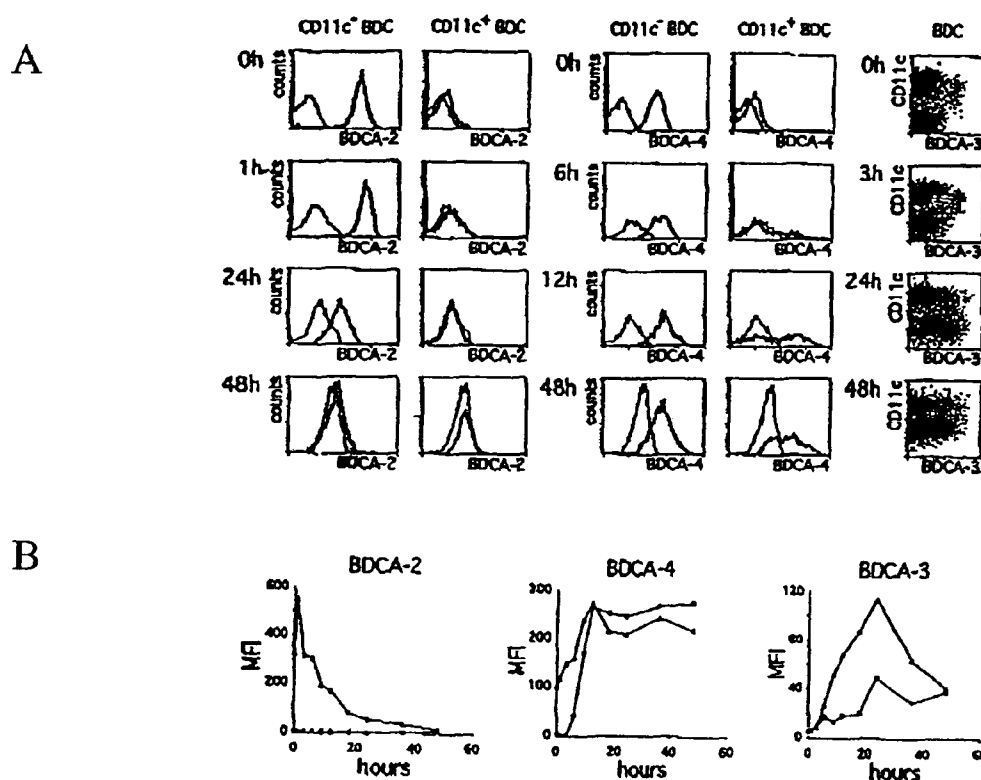 A
CD11c⁻ BDC CD11c⁺ BDC CD11c⁻ BDC CD11c⁺ BDC BDC
0h counts BDCA-2 BDCA-2 0h counts BDCA-4 BDCA-4 0h CD11c BDCA-3
1h counts BDCA-2 BDCA-2 6h counts BDCA-4 BDCA-4 3h CD11c BDCA-3
24h counts BDCA-2 BDCA-2 12h counts BDCA-4 BDCA-4 24h CD11c BDCA-3
48h counts BDCA-2 BDCA-2 48h counts BDCA-4 BDCA-4 48h CD11c BDCA-3
B
BDCA-2
MFI
600
400
200
0
0 20 40 60
hours
BDCA-4
MFI
300
200
100
0
0 20 40 60
hours
BDCA-3
MFI
120
80
40
0
0 20 40 60
hours